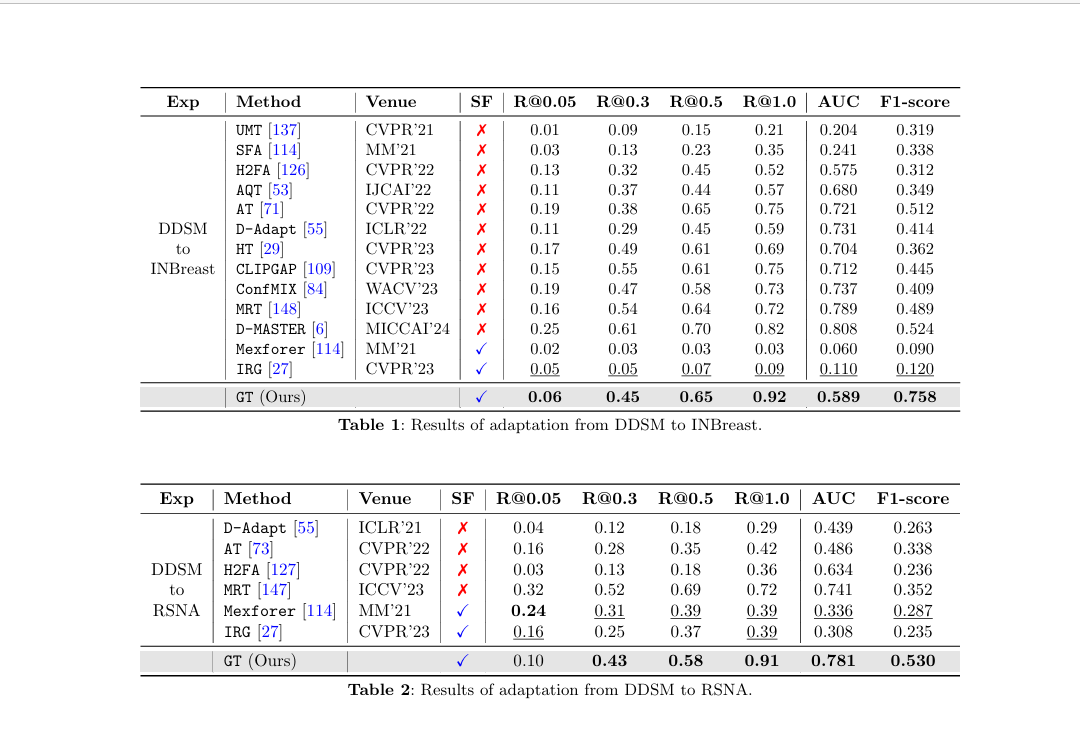 Exp Method Venue SF R@0.05 R@0.3 R@0.5 R@1.0 AUC F1-score
UMT [137] CVPR'21 ✗ 0.01 0.09 0.15 0.21 0.204 0.319
SFA [114] MM'21 ✗ 0.03 0.13 0.23 0.35 0.241 0.338
H2FA [126] CVPR'22 ✗ 0.13 0.32 0.45 0.52 0.575 0.312
AQT [53] IJCAI'22 ✗ 0.11 0.37 0.44 0.57 0.680 0.349
AT [71] CVPR'22 ✗ 0.19 0.38 0.65 0.75 0.721 0.512
DDSM D-Adapt [55] ICLR'22 ✗ 0.11 0.29 0.45 0.59 0.731 0.414
to HT [29] CVPR'23 ✗ 0.17 0.49 0.61 0.69 0.704 0.362
INBreast CLIPGAP [109] CVPR'23 ✗ 0.15 0.55 0.61 0.75 0.712 0.445
ConfMIX [84] WACV'23 ✗ 0.19 0.47 0.58 0.73 0.737 0.409
MRT [148] ICCV'23 ✗ 0.16 0.54 0.64 0.72 0.789 0.489
D-MASTER [6] MICCAI'24 ✗ 0.25 0.61 0.70 0.82 0.808 0.524
Mexforer [114] MM'21 ✓ 0.02 0.03 0.03 0.03 0.060 0.090
IRG [27] CVPR'23 ✓ 0.05 0.05 0.07 0.09 0.110 0.120
GT (Ours) ✓ 0.06 0.45 0.65 0.92 0.589 0.758
Table 1: Results of adaptation from DDSM to INBreast.
Exp Method Venue SF R@0.05 R@0.3 R@0.5 R@1.0 AUC F1-score
D-Adapt [55] ICLR'21 ✗ 0.04 0.12 0.18 0.29 0.439 0.263
AT [73] CVPR'22 ✗ 0.16 0.28 0.35 0.42 0.486 0.338
DDSM H2FA [127] CVPR'22 ✗ 0.03 0.13 0.18 0.36 0.634 0.236
to MRT [147] ICCV'23 ✗ 0.32 0.52 0.69 0.72 0.741 0.352
RSNA Mexforer [114] MM'21 ✓ 0.24 0.31 0.39 0.39 0.336 0.287
IRG [27] CVPR'23 ✓ 0.16 0.25 0.37 0.39 0.308 0.235
GT (Ours) ✓ 0.10 0.43 0.58 0.91 0.781 0.530
Table 2: Results of adaptation from DDSM to RSNA.